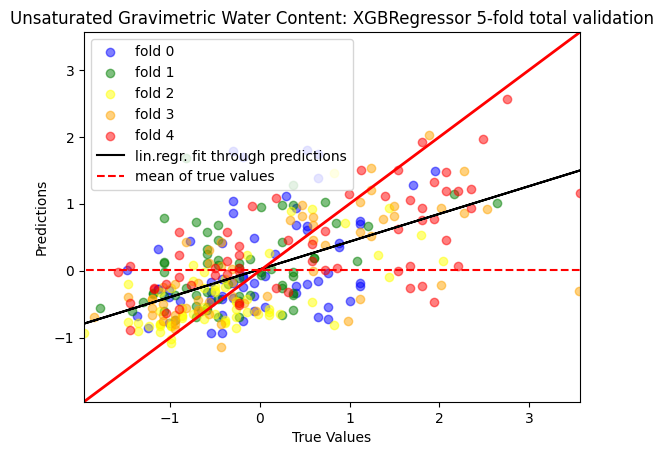 Unsaturated Gravimetric Water Content: XGBRegressor 5-fold total validation
fold 0
fold 1
fold 2
fold 3
fold 4
lin.regr. fit through predictions
mean of true values
3
2
1
0
−1
Predictions
−1
0
1
2
3
True Values